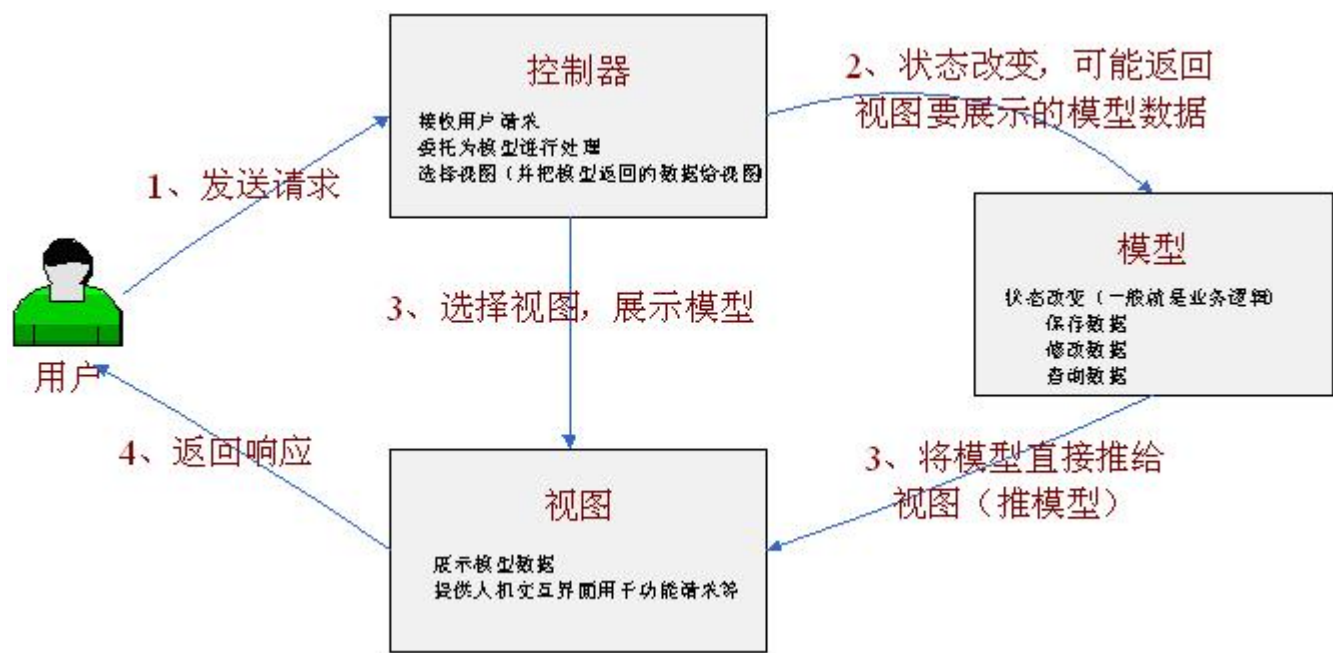 控制器
接收用户请求
委托为模型进行处理
选择视图（并把模型返回的数据给视图）
2、状态改变，可能返回
视图要展示的模型数据
1、发送请求
模型
状态改变（一般就是业务逻辑）
保存数据
修改数据
查询数据
3、选择视图，展示模型
用户
4、返回响应
3、将模型直接推给
视图（推模型）
视图
展示模型数据
提供人机交互界面用于功能请求等